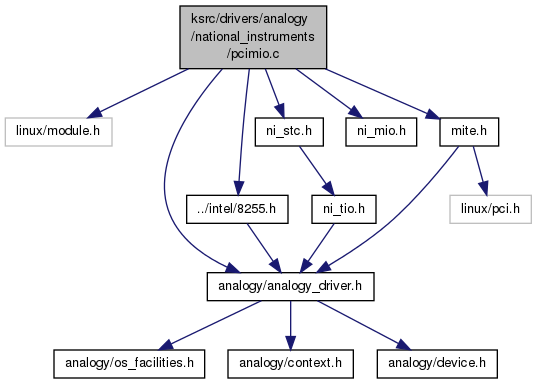 ksrc/drivers/analogy
/national_instruments
/pcimio.c
linux/module.h
ni_stc.h
ni_mio.h
mite.h
../intel/8255.h
ni_tio.h
linux/pci.h
analogy/analogy_driver.h
analogy/os_facilities.h
analogy/context.h
analogy/device.h